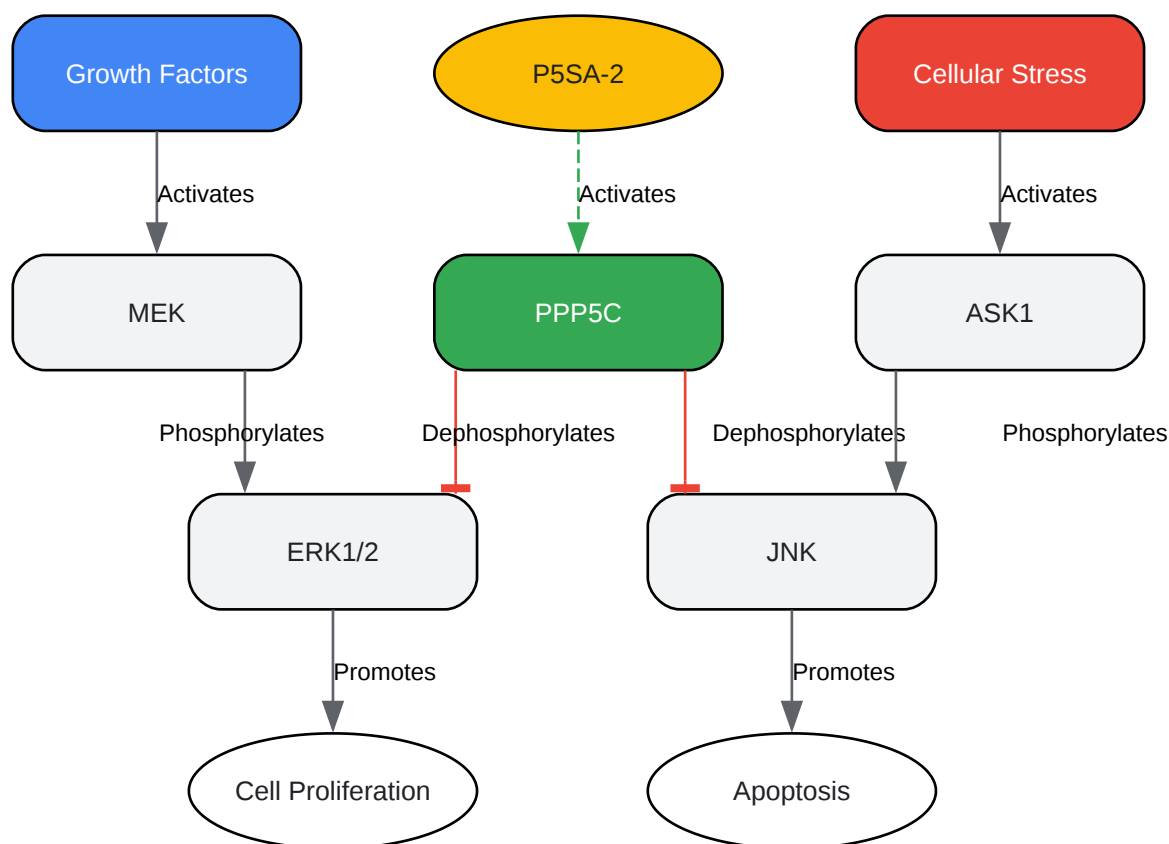 Growth Factors
P5SA-2
Cellular Stress
Activates
Activates
Activates
MEK
PPP5C
ASK1
Phosphorylates
Dephosphorylates
Dephosphorylates
Phosphorylates
ERK1/2
JNK
Promotes
Promotes
Cell Proliferation
Apoptosis